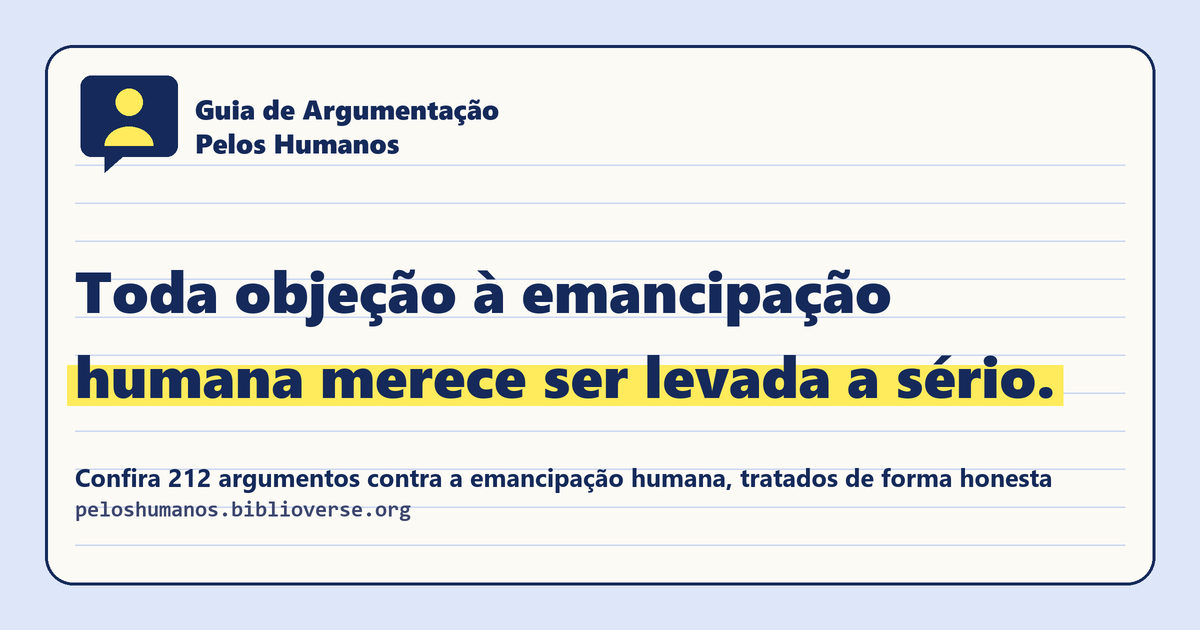 Guia de Argumentação
Pelos Humanos
Toda objeção à emancipação
humana merece ser levada a sério.
Confira 212 argumentos contra a emancipação humana, tratados de forma honesta
peloshumanos.biblioverse.org